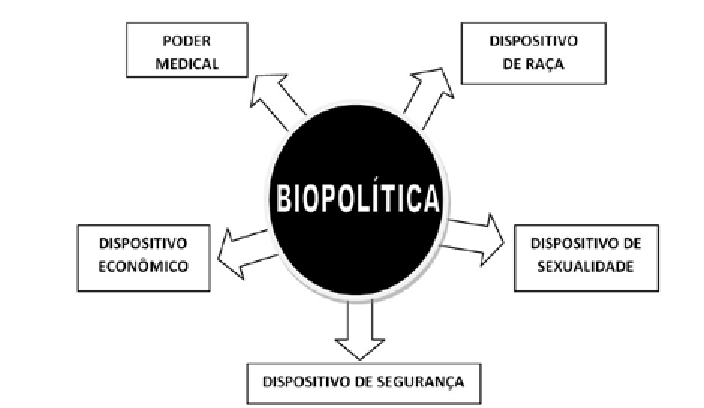 PODER
MEDICAL
DISPOSITIVO
DE RAÇA
BIOPOLÍTICA
DISPOSITIVO
ECONÔMICO
DISPOSITIVO DE
SEXUALIDADE
DISPOSITIVO DE SEGURANÇA